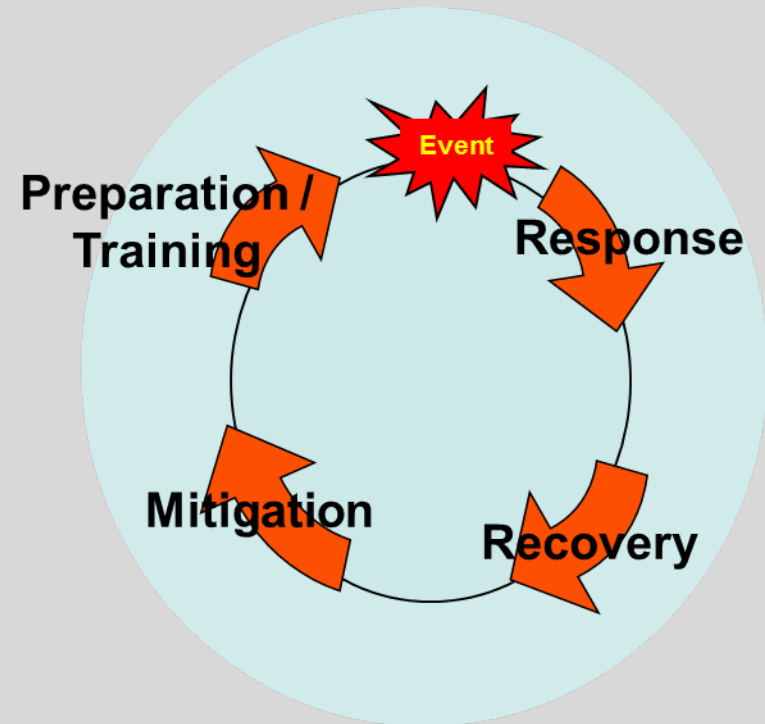 Event
Preparation /
Training
Response
Mitigation
Recovery